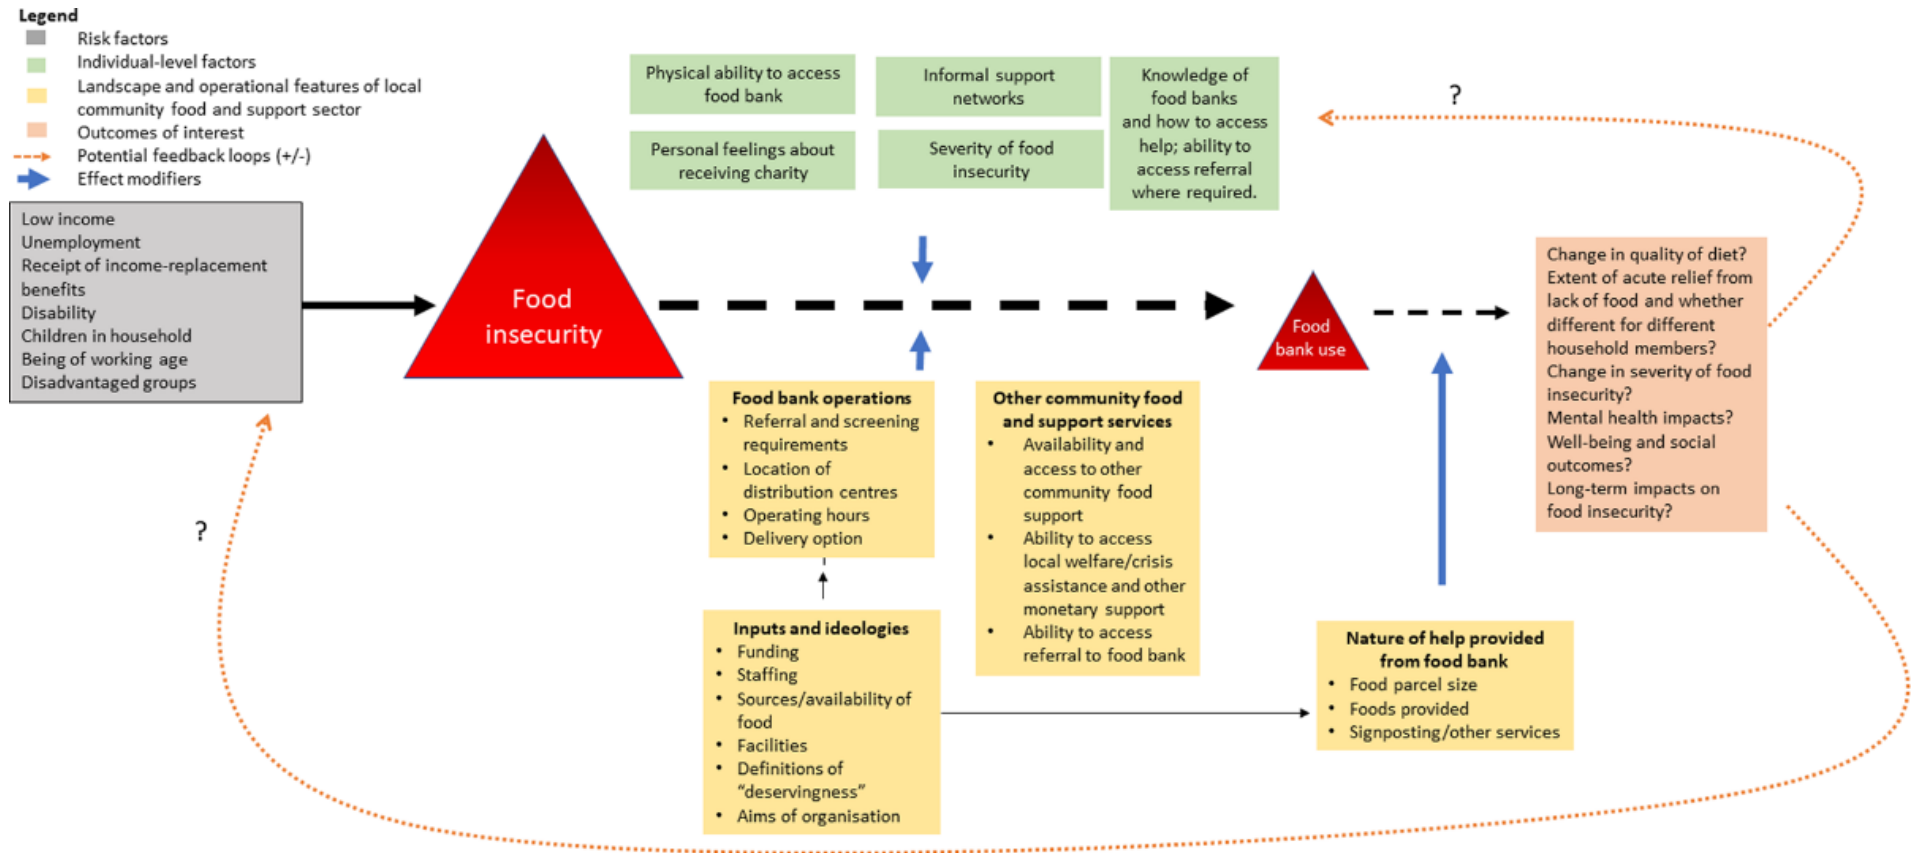 Legend
Risk factors
Individual-level factors
Landscape and operational features of local
community food and support sector
Outcomes of interest
Potential feedback loops (+/-)
Effect modifiers
Low income
Unemployment
Receipt of income-replacement
benefits
Disability
Children in household
Being of working age
Disadvantaged groups
Food
insecurity
Physical ability to access
food bank
Informal support
networks
Personal feelings about
receiving charity
Severity of food
insecurity
Knowledge of
food banks
and how to access
help; ability to
access referral
where required.
?
Food
bank use
Change in quality of diet?
Extent of acute relief from
lack of food and whether
different for different
household members?
Change in severity of food
insecurity?
Mental health impacts?
Well-being and social
outcomes?
Long-term impacts on
food insecurity?
Food bank operations
• Referral and screening
requirements
• Location of
distribution centres
• Operating hours
• Delivery option
Other community food
and support services
• Availability and
access to other
community food
support
• Ability to access
local welfare/crisis
assistance and other
monetary support
• Ability to access
referral to food bank
?
Inputs and ideologies
• Funding
• Staffing
• Sources/availability of
food
• Facilities
• Definitions of
“deservingness”
• Aims of organisation
Nature of help provided
from food bank
• Food parcel size
• Foods provided
• Signposting/other services